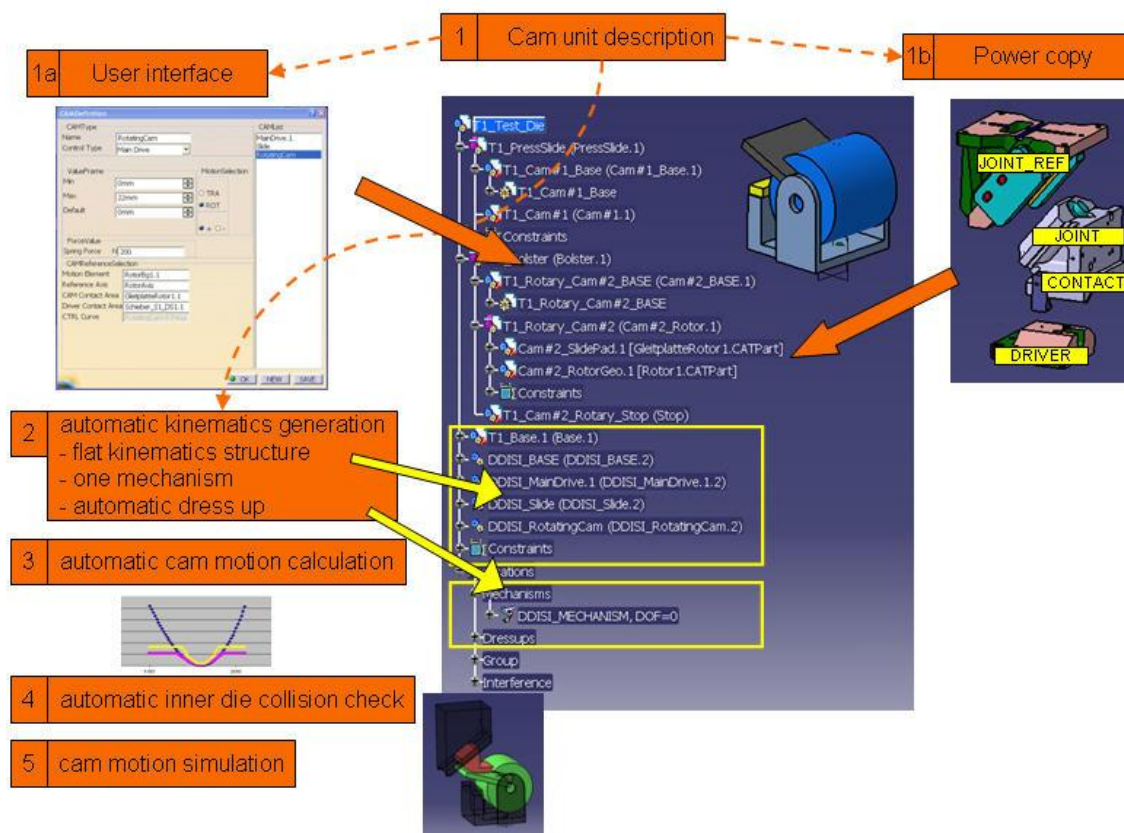 1 Cam unit description
1a User interface
1b Power copy
CAMDefinition
CAMType
Name RotatingCam
Control Type Main Drive
CAMList
MainDrive.1
Slide
RotatingCam
ValueFrame
Min 0mm
Max 22mm
Default 0mm
MotionSelection
TRA
ROT
+ -
ForceValue
Spring Force N 200
CAMReferenceSelection
Motion Element RotorBg1.1
Reference Axis RotorAxis
CAM Contact Area GleitplatteRotor1.1
Driver Contact Area Schieber_S1_DS1.1
CTRL Curve
OK NEW SAVE
T1_Test_Die
T1_PressSlide (PressSlide.1)
T1_Cam#1_Base (Cam#1_Base.1)
T1_Cam#1_Base
T1_Cam#1 (Cam#1.1)
Constraints
Bolster (Bolster.1)
T1_Rotary_Cam#2_BASE (Cam#2_BASE.1)
T1_Rotary_Cam#2_BASE
T1_Rotary_Cam#2 (Cam#2_Rotor.1)
Cam#2_SlidePad.1 [GleitplatteRotor1.CATPart]
Cam#2_RotorGeo.1 [Rotor1.CATPart]
Constraints
T1_Cam#2_Rotary_Stop (Stop)
T1_Base.1 (Base.1)
DDISI_BASE (DDISI_BASE.2)
DDISI_MainDrive.1 (DDISI_MainDrive.1.2)
DDISI_Slide (DDISI_Slide.2)
DDISI_RotatingCam (DDISI_RotatingCam.2)
Constraints
Mechanisms
DDISI_MECHANISM, DOF=0
Dressups
Group
Interference
JOINT_REF
JOINT
CONTACT
DRIVER
2 automatic kinematics generation
- flat kinematics structure
- one mechanism
- automatic dress up
3 automatic cam motion calculation
4 automatic inner die collision check
5 cam motion simulation